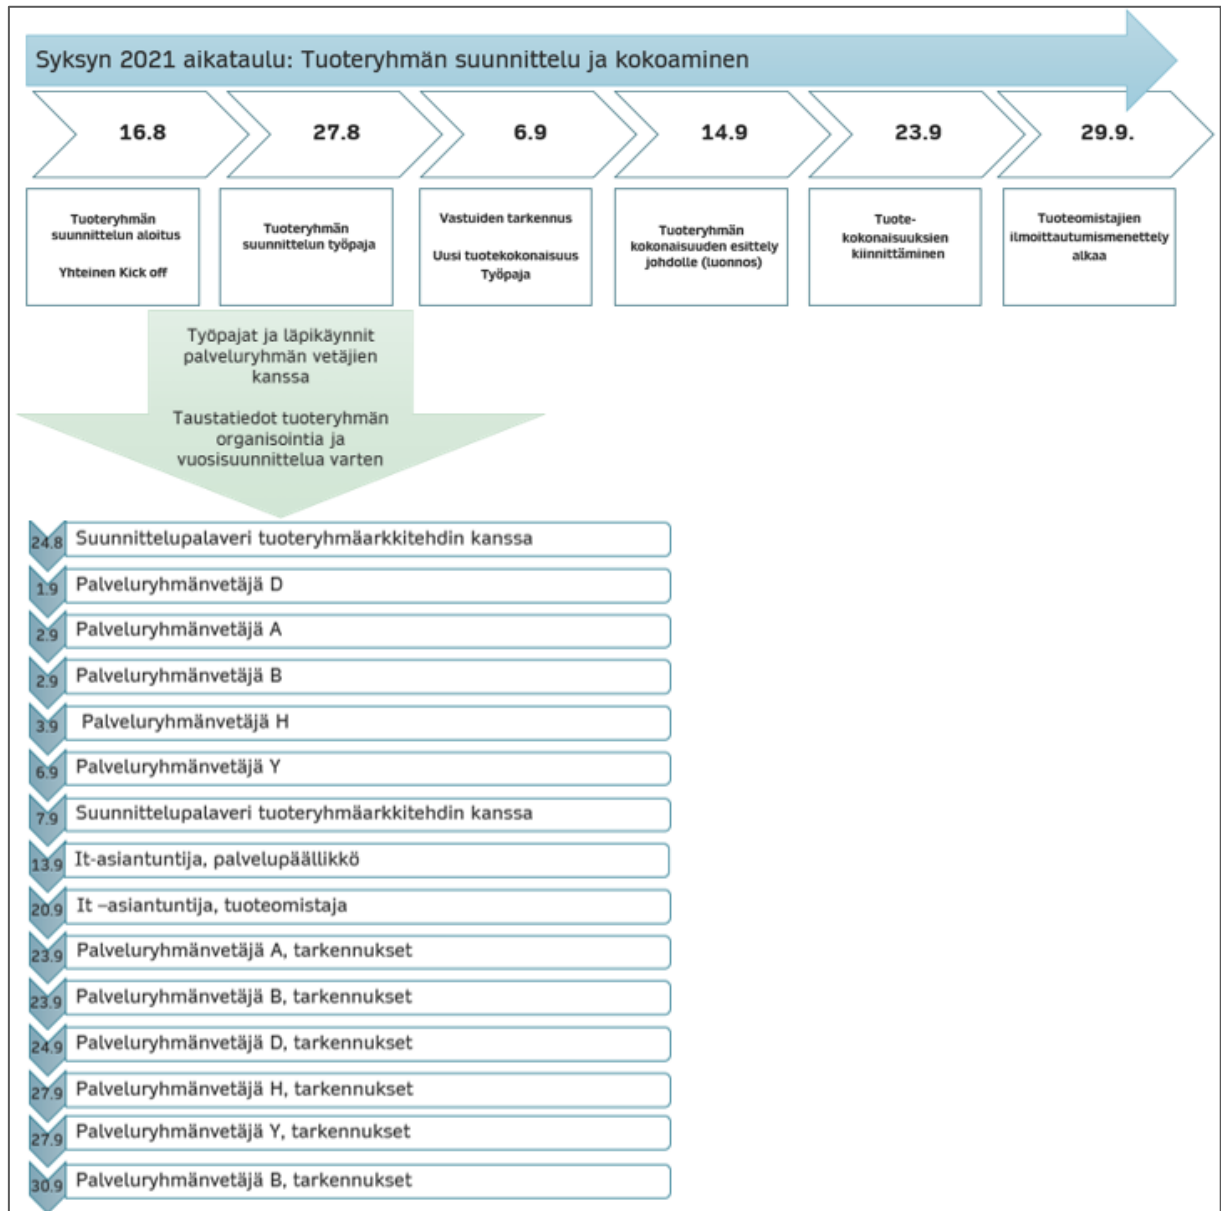 Syksyn 2021 aikataulu: Tuoteryhmän suunnittelu ja kokoaminen
16.8
27.8
6.9
14.9
23.9
29.9.
Tuoteryhmän
suunnittelun aloitus
Yhteinen Kick off
Tuoteryhmän
suunnittelun työpaja
Vastuiden tarkennus
Uusi tuotekokonaisuus
Työpaja
Tuoteryhmän
kokonaisuuden esittely
johdolle (luonnos)
Tuote-
kokonaisuuksien
kiinnittäminen
Tuoteomistajien
ilmoittautumismenettely
alkaa
Työpajat ja läpikäynnit
palveluryhmän vetäjien
kanssa
Taustatiedot tuoteryhmän
organisointia ja
vuosisuunnittelua varten
24.8 Suunnittelupalaveri tuoteryhmäarkkitehdin kanssa
1.9 Palveluryhmänvetäjä D
2.9 Palveluryhmänvetäjä A
2.9 Palveluryhmänvetäjä B
3.9 Palveluryhmänvetäjä H
6.9 Palveluryhmänvetäjä Y
7.9 Suunnittelupalaveri tuoteryhmäarkkitehdin kanssa
13.9 It-asiantuntija, palvelupäällikkö
20.9 It –asiantuntija, tuoteomistaja
23.9 Palveluryhmänvetäjä A, tarkennukset
23.9 Palveluryhmänvetäjä B, tarkennukset
24.9 Palveluryhmänvetäjä D, tarkennukset
27.9 Palveluryhmänvetäjä H, tarkennukset
27.9 Palveluryhmänvetäjä Y, tarkennukset
30.9 Palveluryhmänvetäjä B, tarkennukset